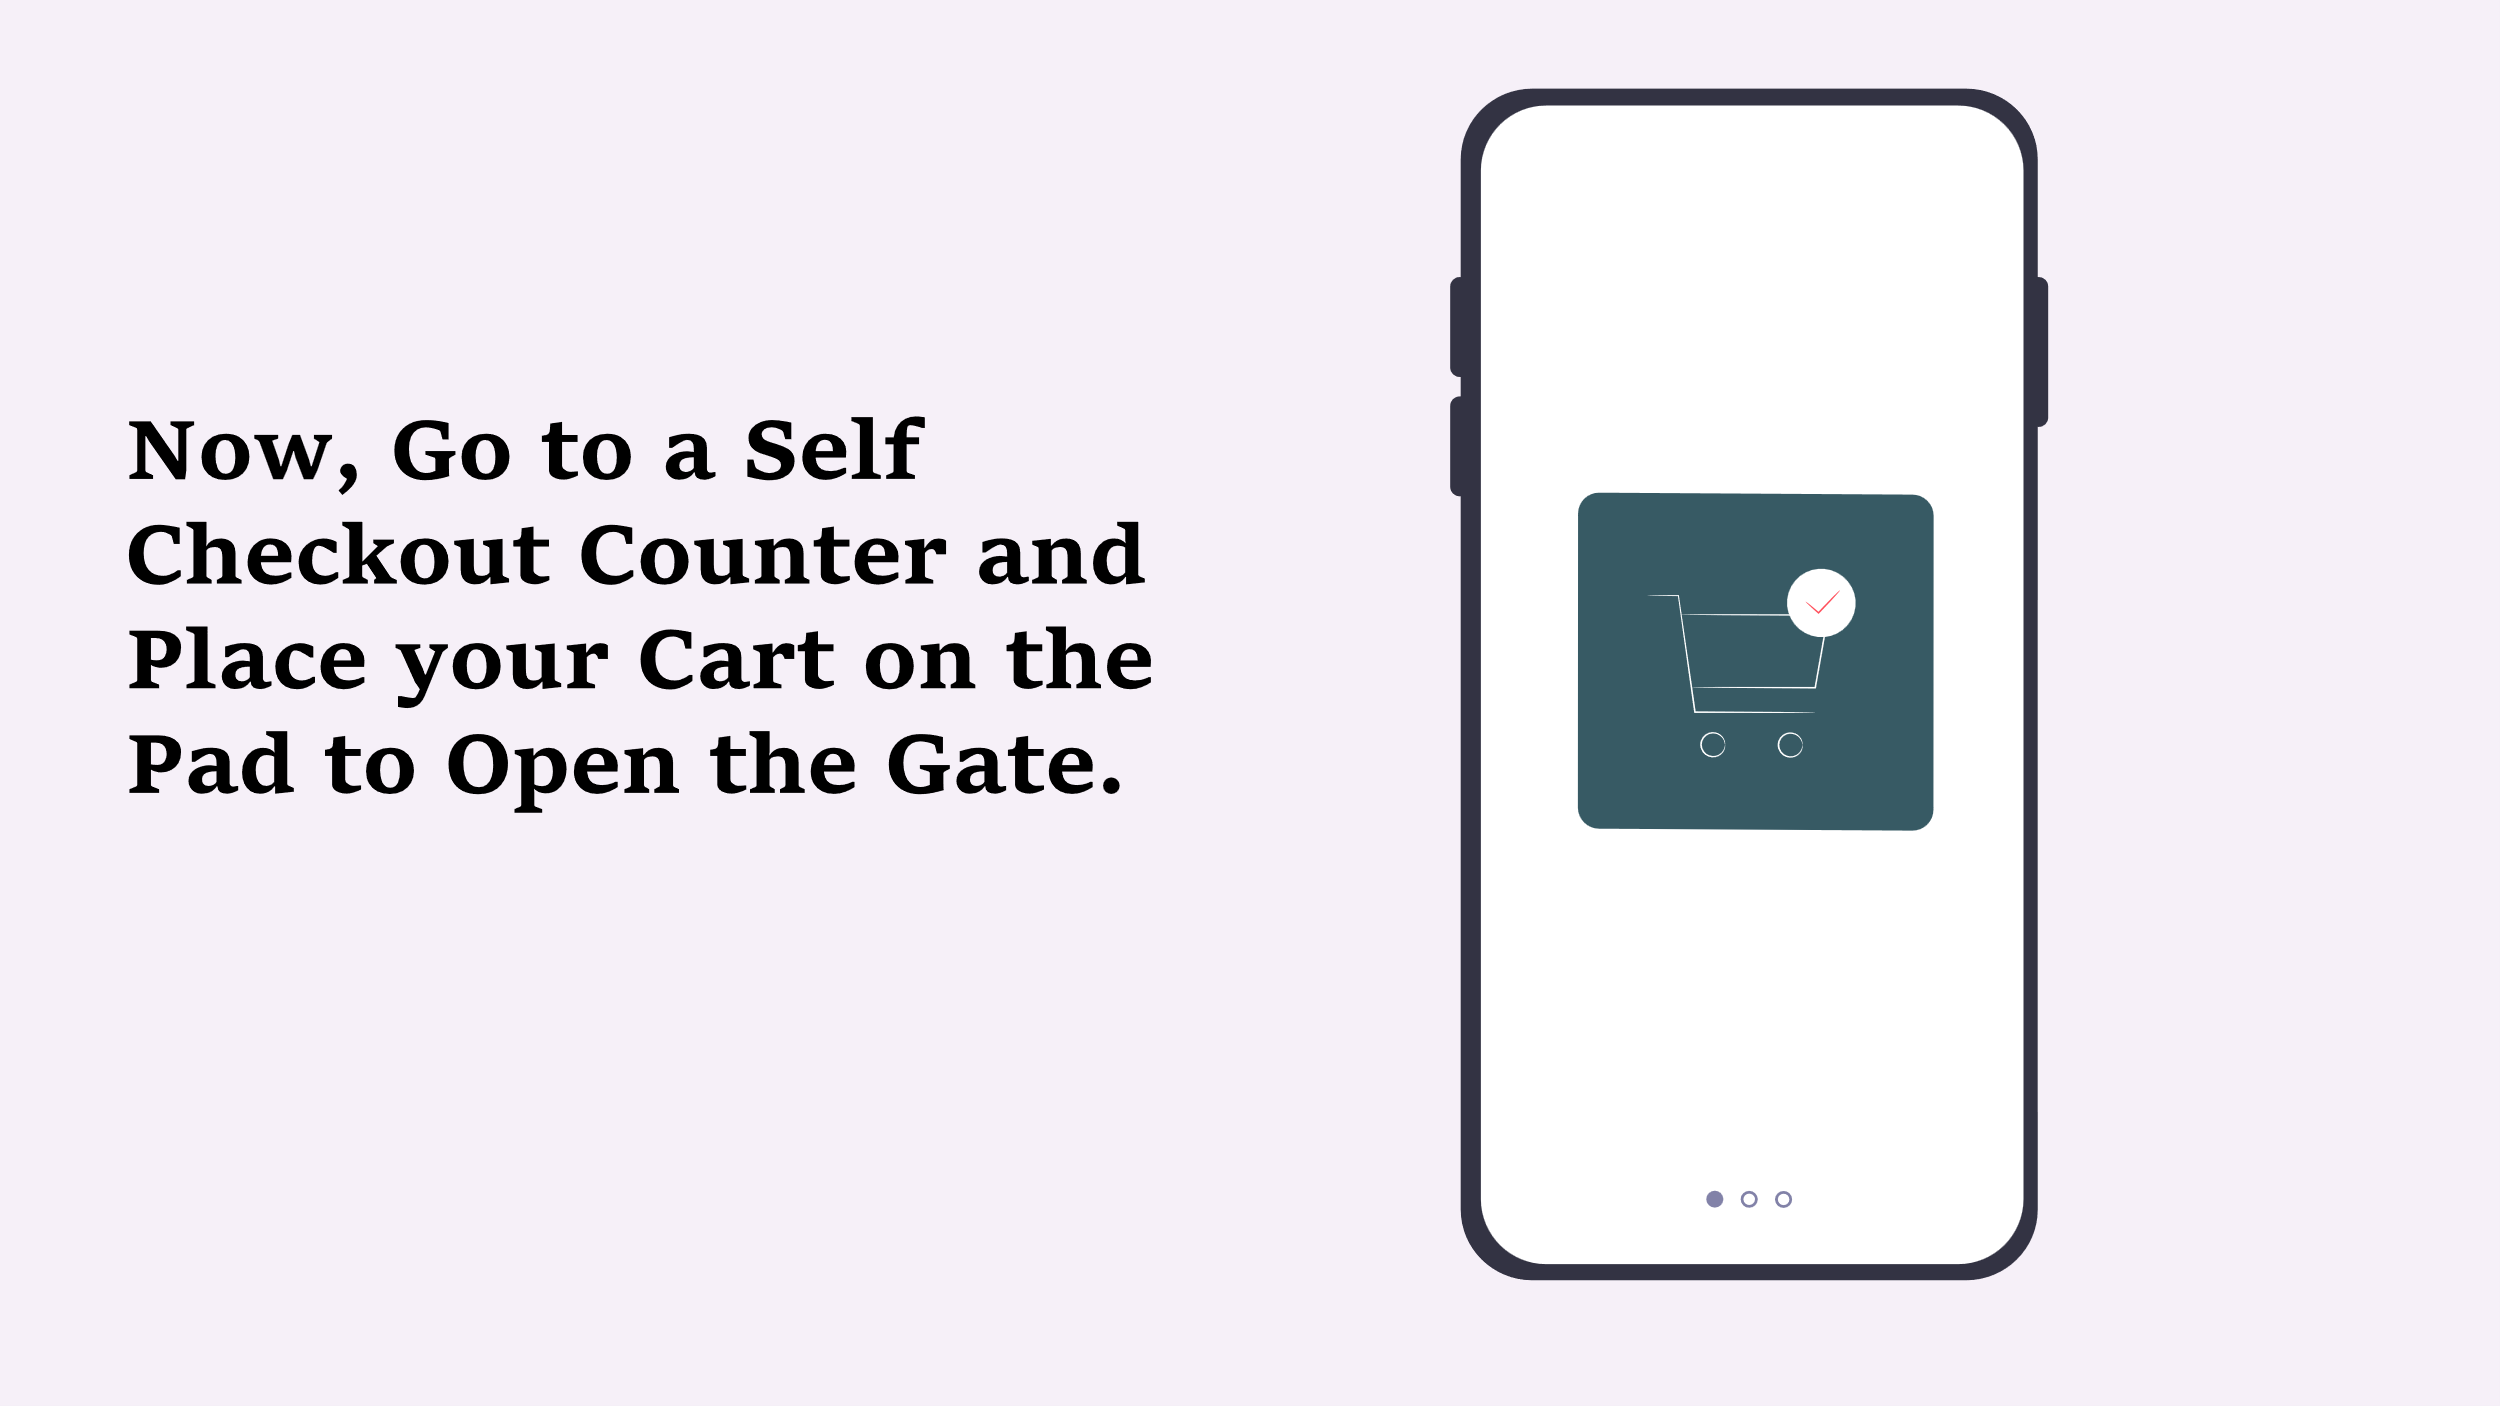 Now, Go to a Self
Checkout Counter and
Place your Cart on the
Pad to Open the Gate.